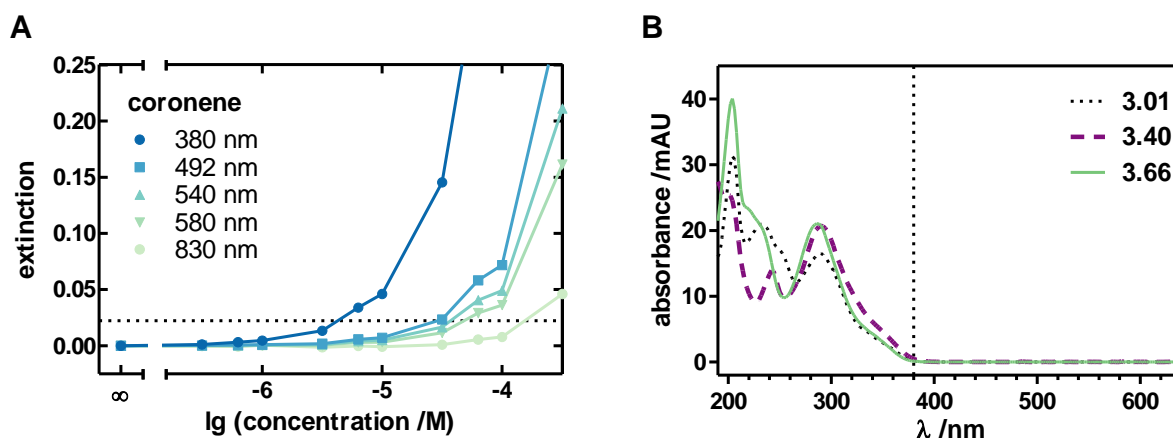 A
extinction
0.25
0.20
0.15
0.10
0.05
0.00
coronene
380 nm
492 nm
540 nm
580 nm
830 nm
∞
-6
-5
-4
lg (concentration /M)
B
absorbance /mAU
40
30
20
10
0
3.01
3.40
3.66
200
300
400
500
600
λ /nm